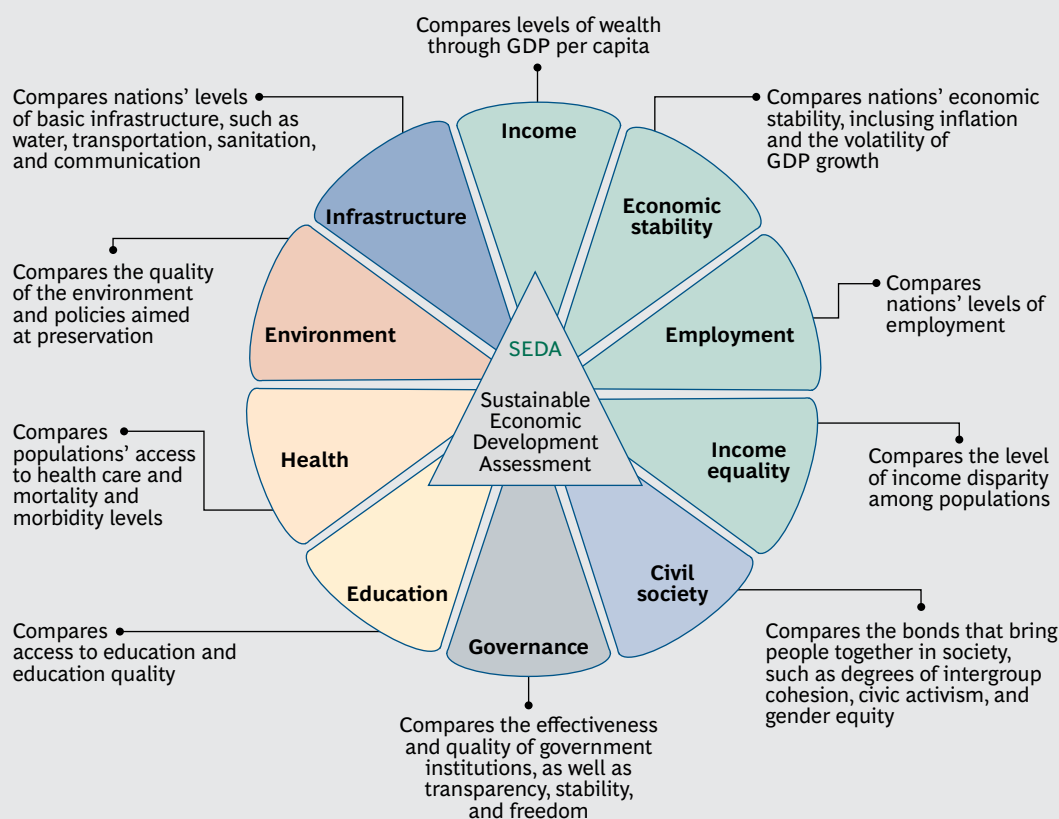 Compares levels of wealth
through GDP per capita
Income
Compares nations’ economic
stability, inclusing inflation
and the volatility of
GDP growth
Economic
stability
Compares
nations’ levels of
employment
Employment
Compares the level
of income disparity
among populations
Income
equality
Compares the bonds that bring
people together in society,
such as degrees of intergroup
cohesion, civic activism, and
gender equity
Civil
society
Compares the effectiveness
and quality of government
institutions, as well as
transparency, stability,
and freedom
Governance
Compares
access to education and
education quality
Education
Compares
populations’ access
to health care and
mortality and
morbidity levels
Health
Compares the quality
of the environment
and policies aimed
at preservation
Environment
Compares nations’ levels
of basic infrastructure, such as
water, transportation, sanitation,
and communication
Infrastructure
SEDA
Sustainable
Economic
Development
Assessment